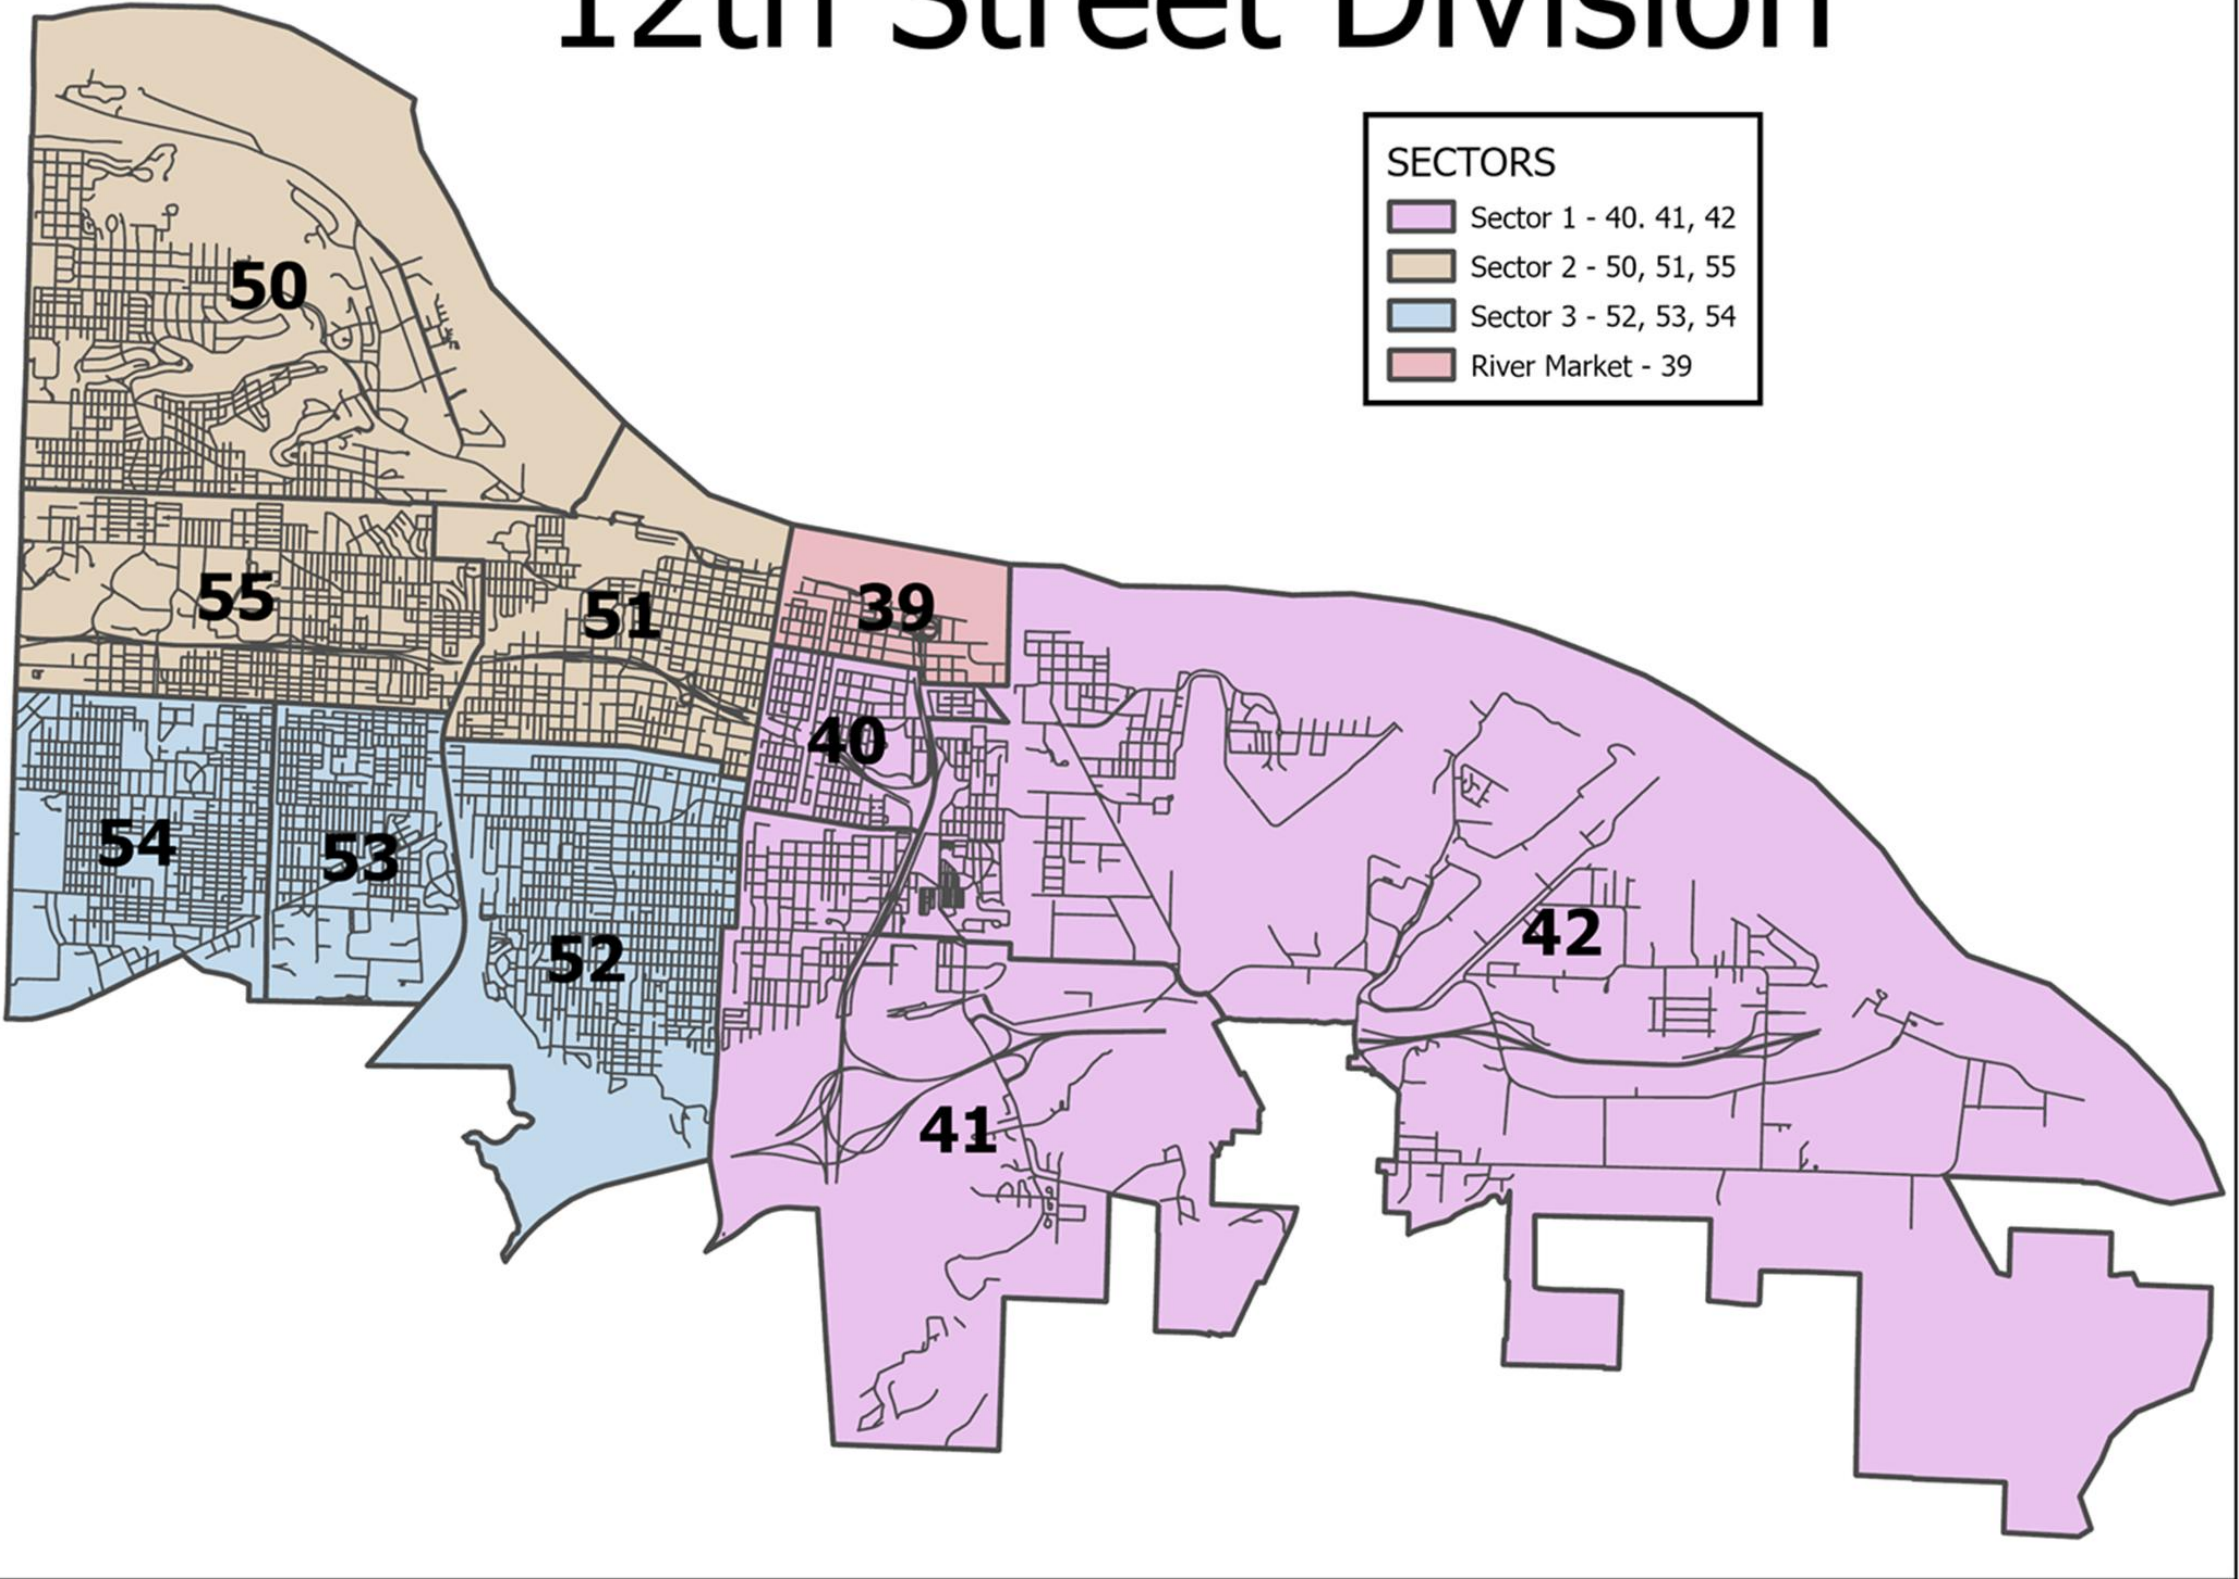 12th Street Division
SECTORS
Sector 1 - 40. 41, 42
Sector 2 - 50, 51, 55
Sector 3 - 52, 53, 54
River Market - 39
50
55
51
39
40
54
53
52
42
41